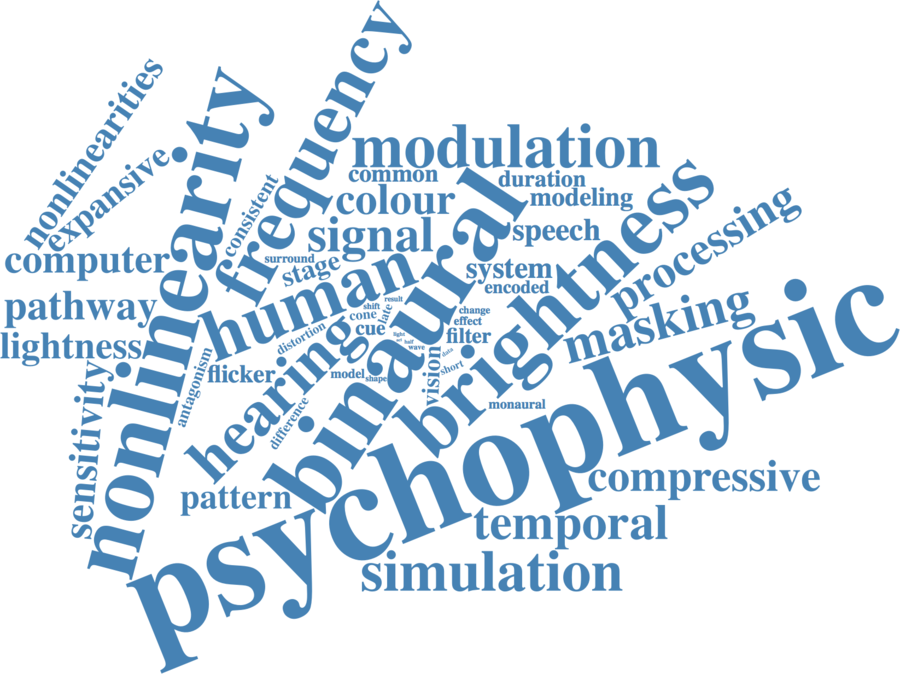 frequency
nonlinearities
nonlinearity
expansive
modulation
common
duration
consistent
colour
modeling
signal
speech
brightness
processing
computer
surround
stage
system
human
binaural
encoded
pathway
masking
psychophysic
result
shift
late
change
cone
effect
cue
distortion
light
filter
half
wave
lightness
hearing
vision
data
short
antagonism
flicker
model
shape
sensitivity
difference
monaural
pattern
compressive
temporal
simulation